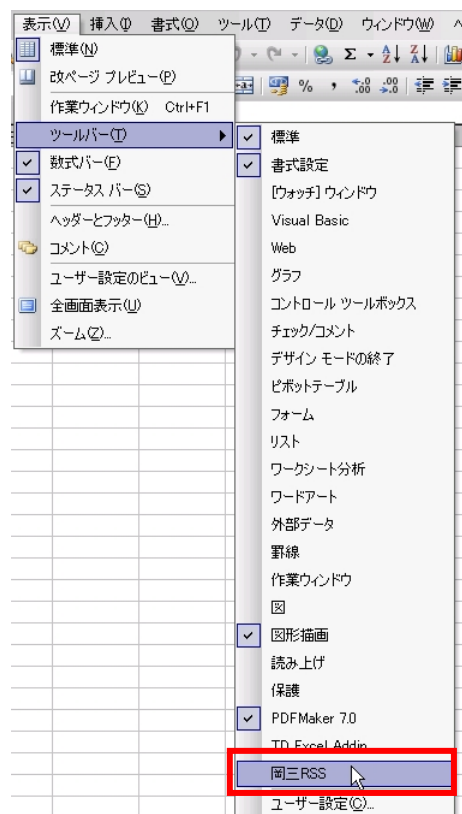 表示(V) 挿入(I) 書式(O) ツール(T) データ(D) ウィンドウ(W)
標準(N)
改ページ プレビュー(P)
作業ウィンドウ(K) Ctrl+F1
ツールバー(T)
数式バー(F)
ステータス バー(S)
ヘッダーとフッター(H)...
コメント(C)
ユーザー設定のビュー(V)...
全画面表示(U)
ズーム(Z)...
標準
書式設定
[ウォッチ] ウィンドウ
Visual Basic
Web
グラフ
コントロール ツールボックス
チェック/コメント
デザイン モードの終了
ピボットテーブル
フォーム
リスト
ワークシート分析
ワードアート
外部データ
罫線
作業ウィンドウ
図
図形描画
読み上げ
保護
PDFMaker 7.0
TD Excel Addin
岡三RSS
ユーザー設定(C)...